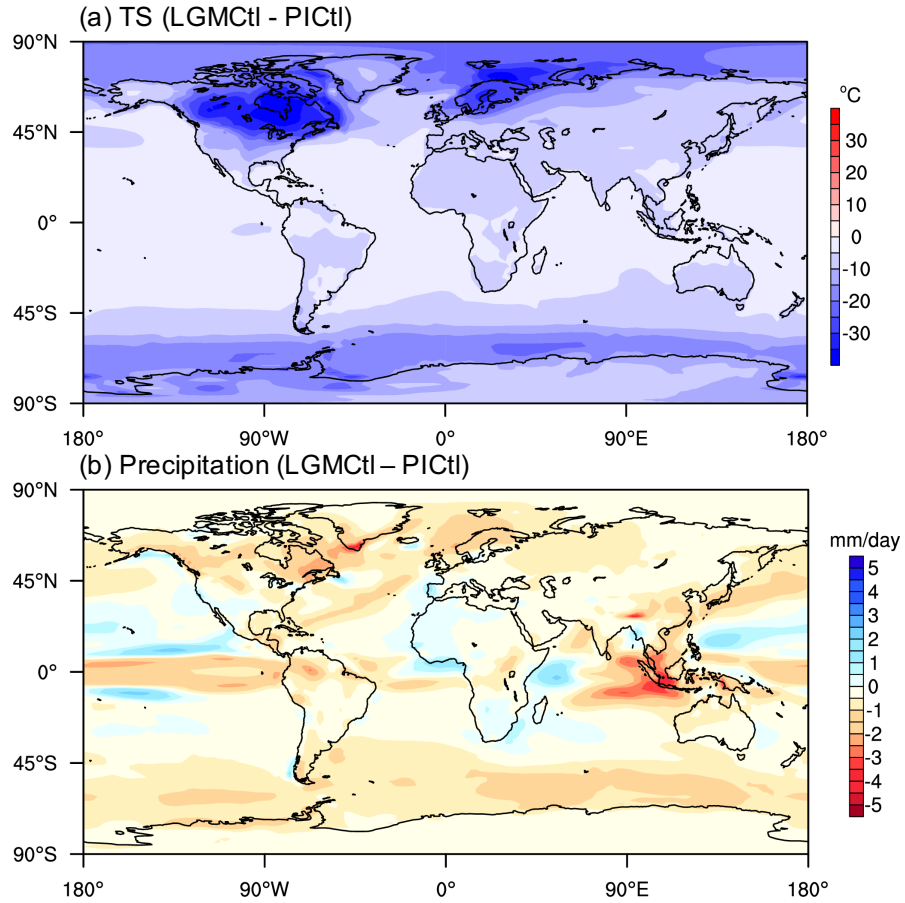 (a) TS (LGMCtl - PICtl)
90°N
45°N
0°
45°S
90°S
180°
90°W
0°
90°E
180°
°C
30
20
10
0
-10
-20
-30
(b) Precipitation (LGMCtl – PICtl)
90°N
45°N
0°
45°S
90°S
180°
90°W
0°
90°E
180°
mm/day
5
4
3
2
1
0
-1
-2
-3
-4
-5